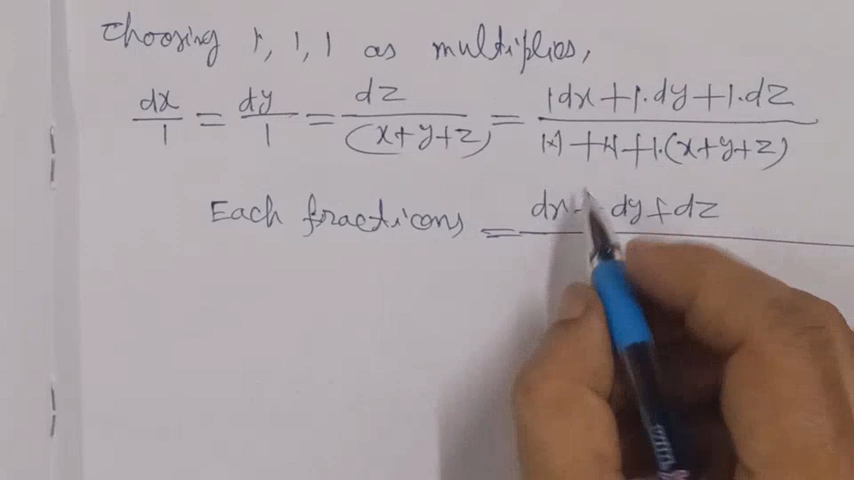 Choosing 1, 1, 1 as multiplies,
dx/1 = dy/1 = dz/(x+y+z) = 1dx+1.dy+1.dz/1×1+1×1+1.(x+y+z)
Each fractions = dx+dy+dz